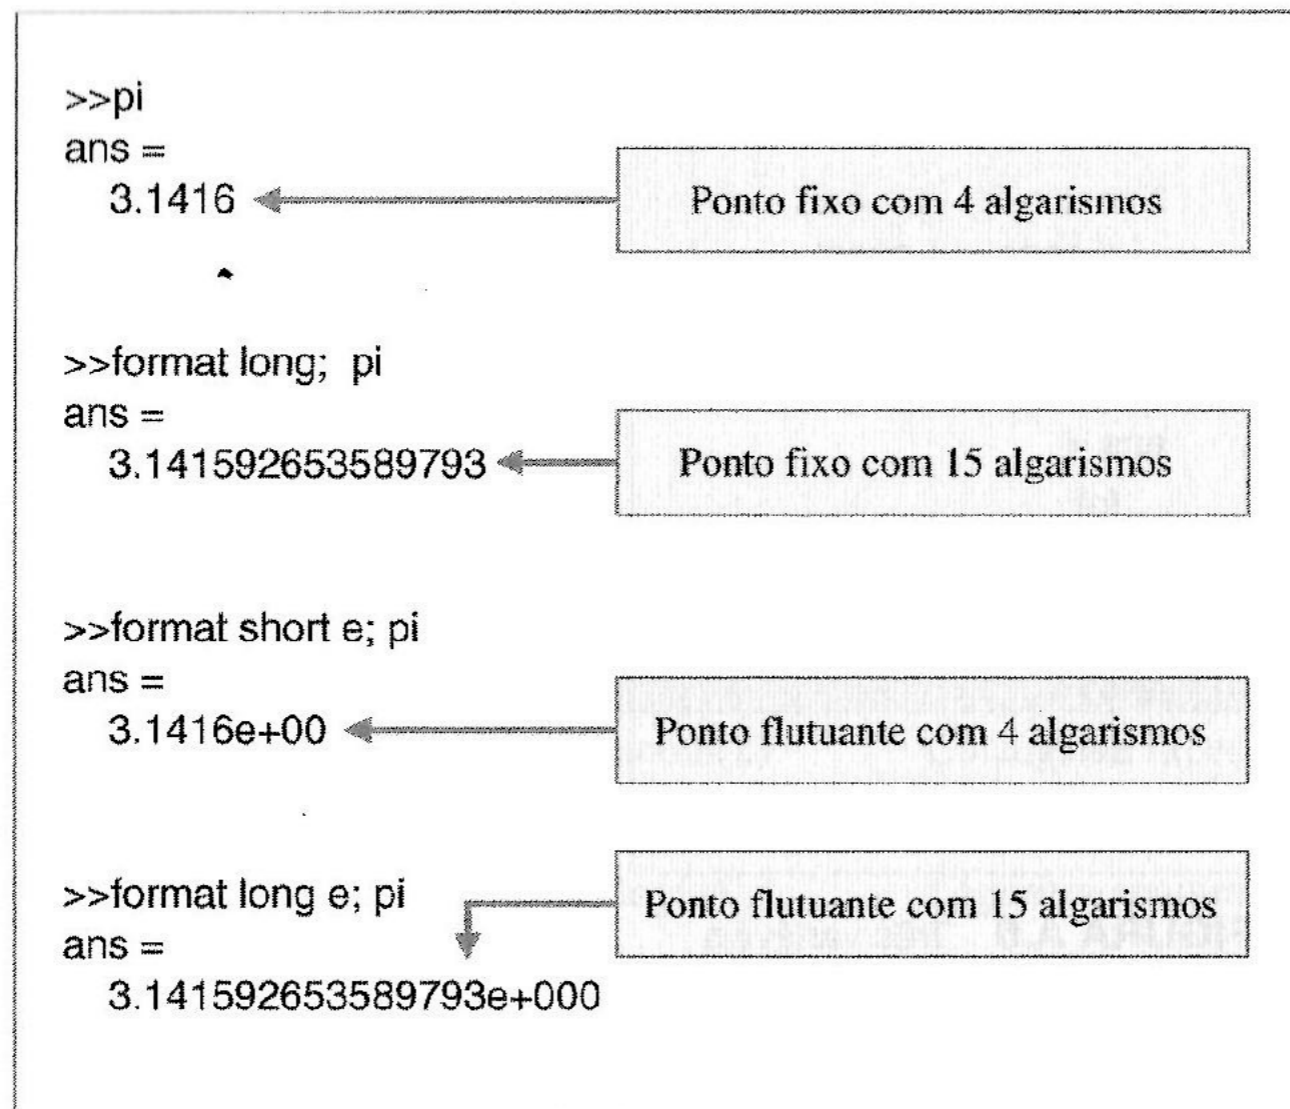 >>pi
ans =
3.1416
Ponto fixo com 4 algarismos
>>format long;  pi
ans =
3.141592653589793
Ponto fixo com 15 algarismos
>>format short e; pi
ans =
3.1416e+00
Ponto flutuante com 4 algarismos
>>format long e; pi
ans =
3.141592653589793e+000
Ponto flutuante com 15 algarismos